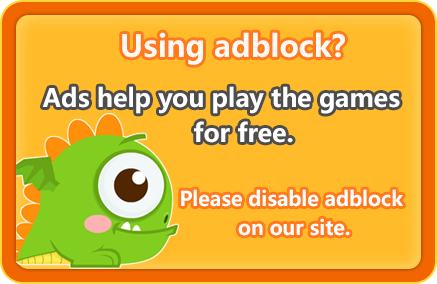 Using adblock?
Ads help you play the games
for free.
Please disable adblock
on our site.